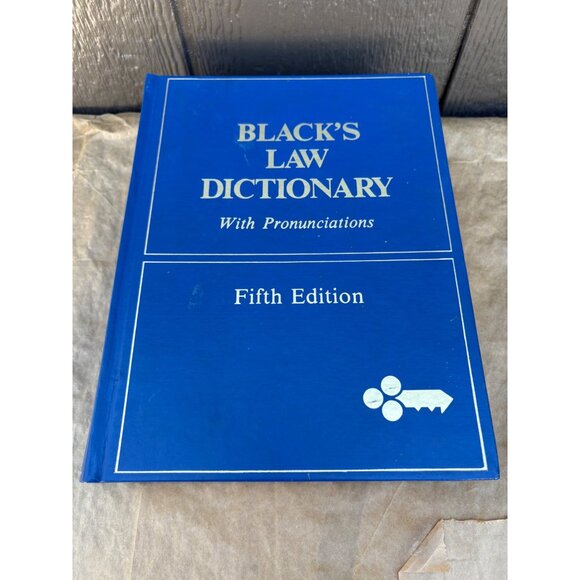 BLACK'S
LAW
DICTIONARY
With Pronunciations
Fifth Edition